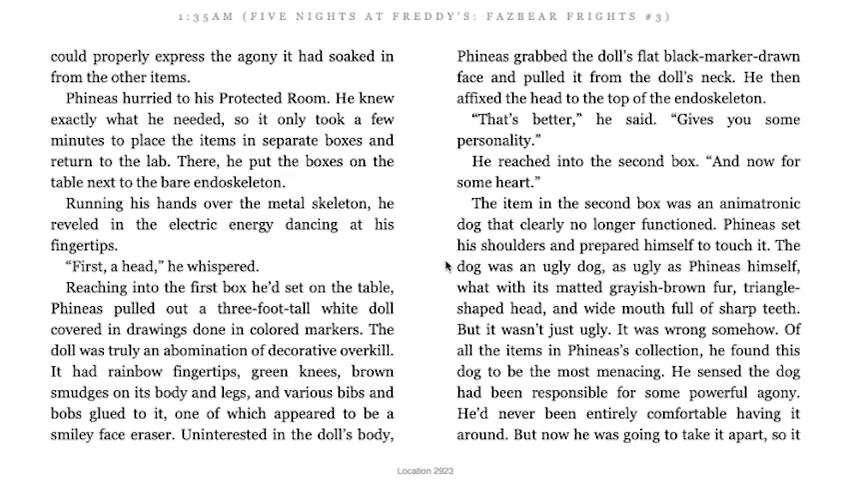 1:35AM (FIVE NIGHTS AT FREDDY'S: FAZBEAR FRIGHTS #3)
could properly express the agony it had soaked in
from the other items.
Phineas hurried to his Protected Room. He knew
exactly what he needed, so it only took a few
minutes to place the items in separate boxes and
return to the lab. There, he put the boxes on the
table next to the bare endoskeleton.
Running his hands over the metal skeleton, he
reveled in the electric energy dancing at his
fingertips.
“First, a head,” he whispered.
Reaching into the first box he’d set on the table,
Phineas pulled out a three-foot-tall white doll
covered in drawings done in colored markers. The
doll was truly an abomination of decorative overkill.
It had rainbow fingertips, green knees, brown
smudges on its body and legs, and various bibs and
bobs glued to it, one of which appeared to be a
smiley face eraser. Uninterested in the doll’s body,
Phineas grabbed the doll’s flat black-marker-drawn
face and pulled it from the doll’s neck. He then
affixed the head to the top of the endoskeleton.
“That’s better,” he said. “Gives you some
personality.”
He reached into the second box. “And now for
some heart.”
The item in the second box was an animatronic
dog that clearly no longer functioned. Phineas set
his shoulders and prepared himself to touch it. The
dog was an ugly dog, as ugly as Phineas himself,
what with its matted grayish-brown fur, triangle-
shaped head, and wide mouth full of sharp teeth.
But it wasn’t just ugly. It was wrong somehow. Of
all the items in Phineas’s collection, he found this
dog to be the most menacing. He sensed the dog
had been responsible for some powerful agony.
He’d never been entirely comfortable having it
around. But now he was going to take it apart, so it
Location 2923